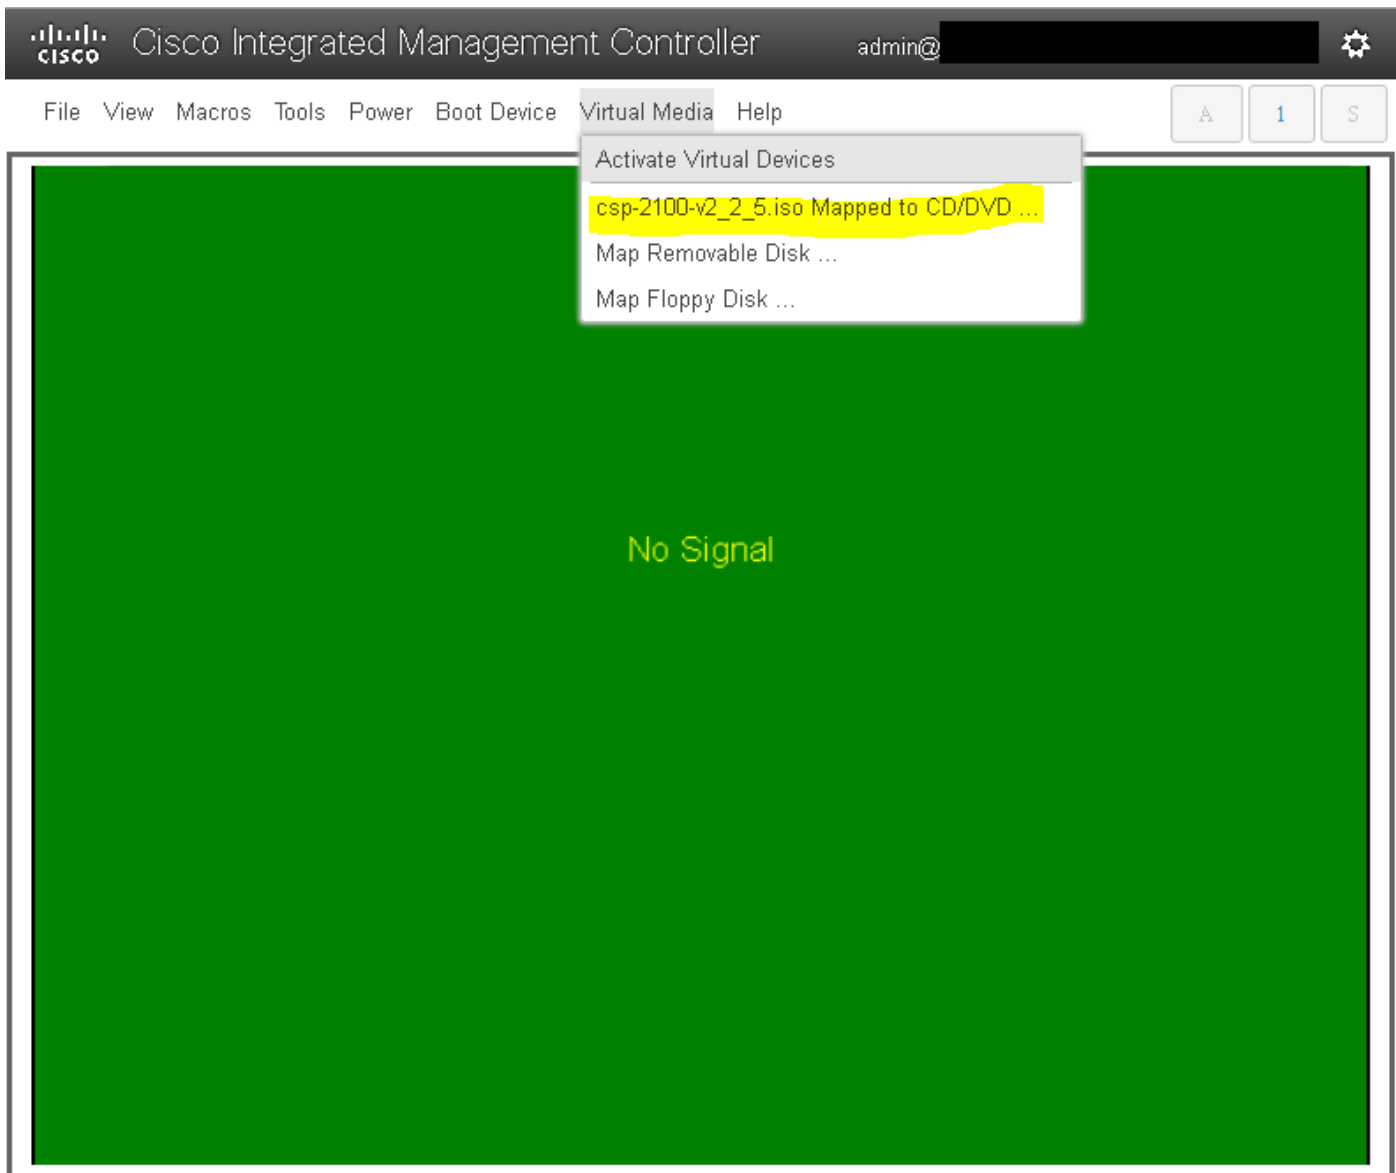 cisco Cisco Integrated Management Controller admin@
File View Macros Tools Power Boot Device Virtual Media Help A 1 S
Activate Virtual Devices
csp-2100-v2_2_5.iso Mapped to CD/DVD ...
Map Removable Disk ...
Map Floppy Disk ...
No Signal